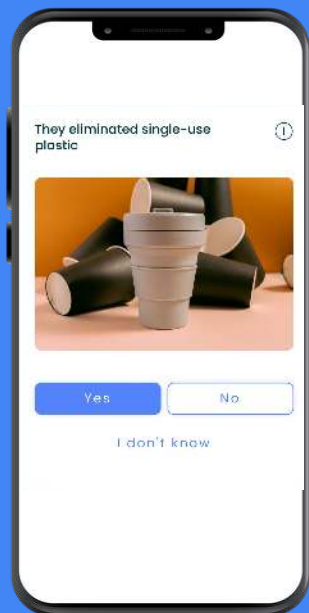 They eliminated single-use
plastic
Yes
No
I don't know